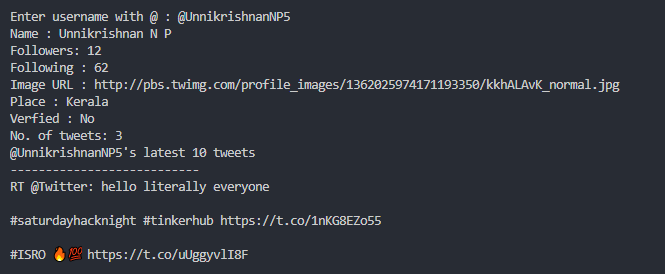 Enter username with @ : @UnnikrishnanNP5
Name : Unnikrishnan N P
Followers: 12
Following : 62
Image URL : http://pbs.twimg.com/profile_images/1362025974171193350/kkhALAvK_normal.jpg
Place : Kerala
Verfied : No
No. of tweets: 3
@UnnikrishnanNP5's latest 10 tweets
---------------------------
RT @Twitter: hello literally everyone
#saturdayhacknight #tinkerhub https://t.co/1nKG8EZo55
#ISRO 🔥💯 https://t.co/uUggyvlI8F